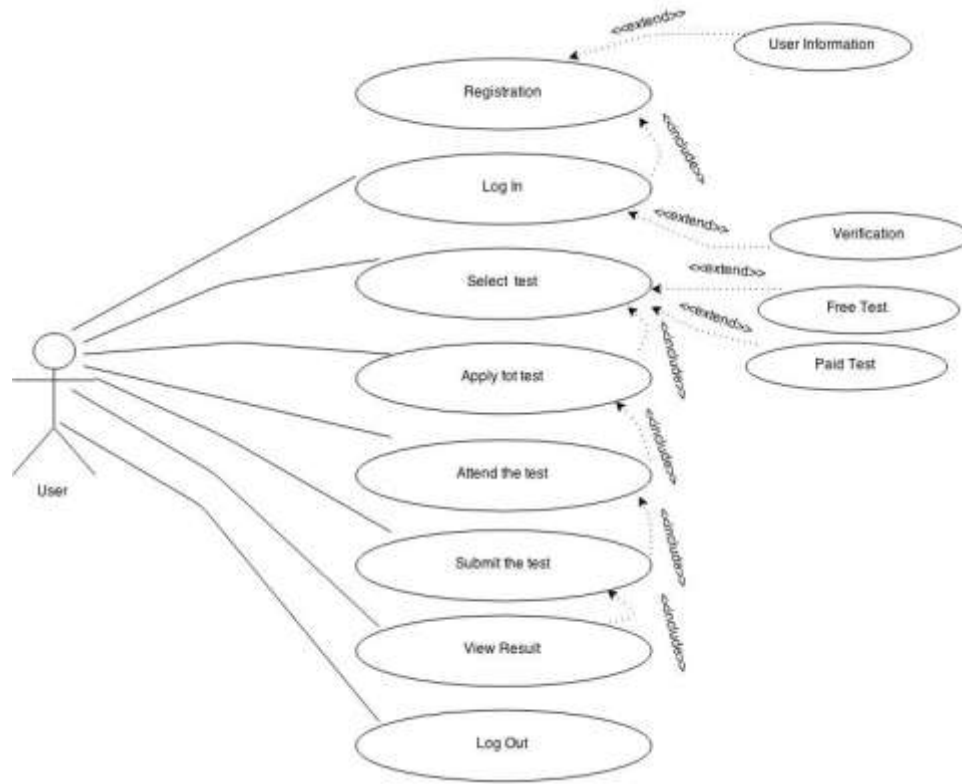 <<extend>>
User Information
Registration
<<include>>
Log In
<<extend>>
Verification
Select test
<<extend>>
Free Test
<<extend>>
Paid Test
<<include>>
Apply fot test
<<include>>
Attend the test
User
<<include>>
Submit the test
<<include>>
View Result
Log Out